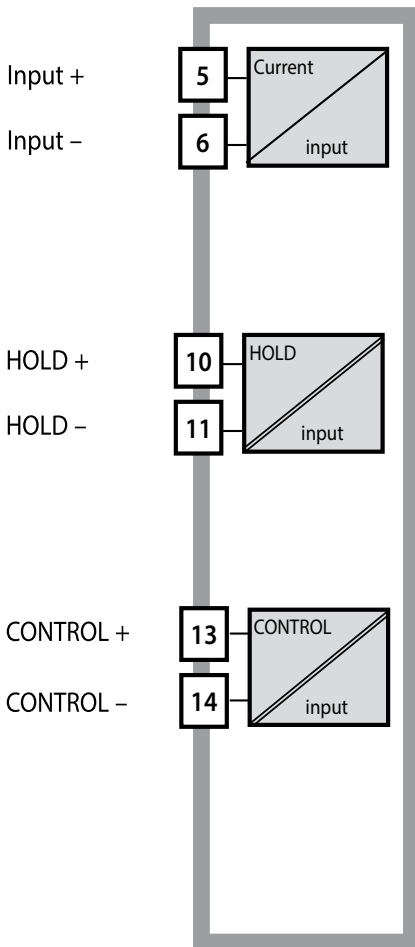 Input +
5
Current
Input –
6
input
HOLD +
10
HOLD
HOLD –
11
input
CONTROL +
13
CONTROL
CONTROL –
14
input